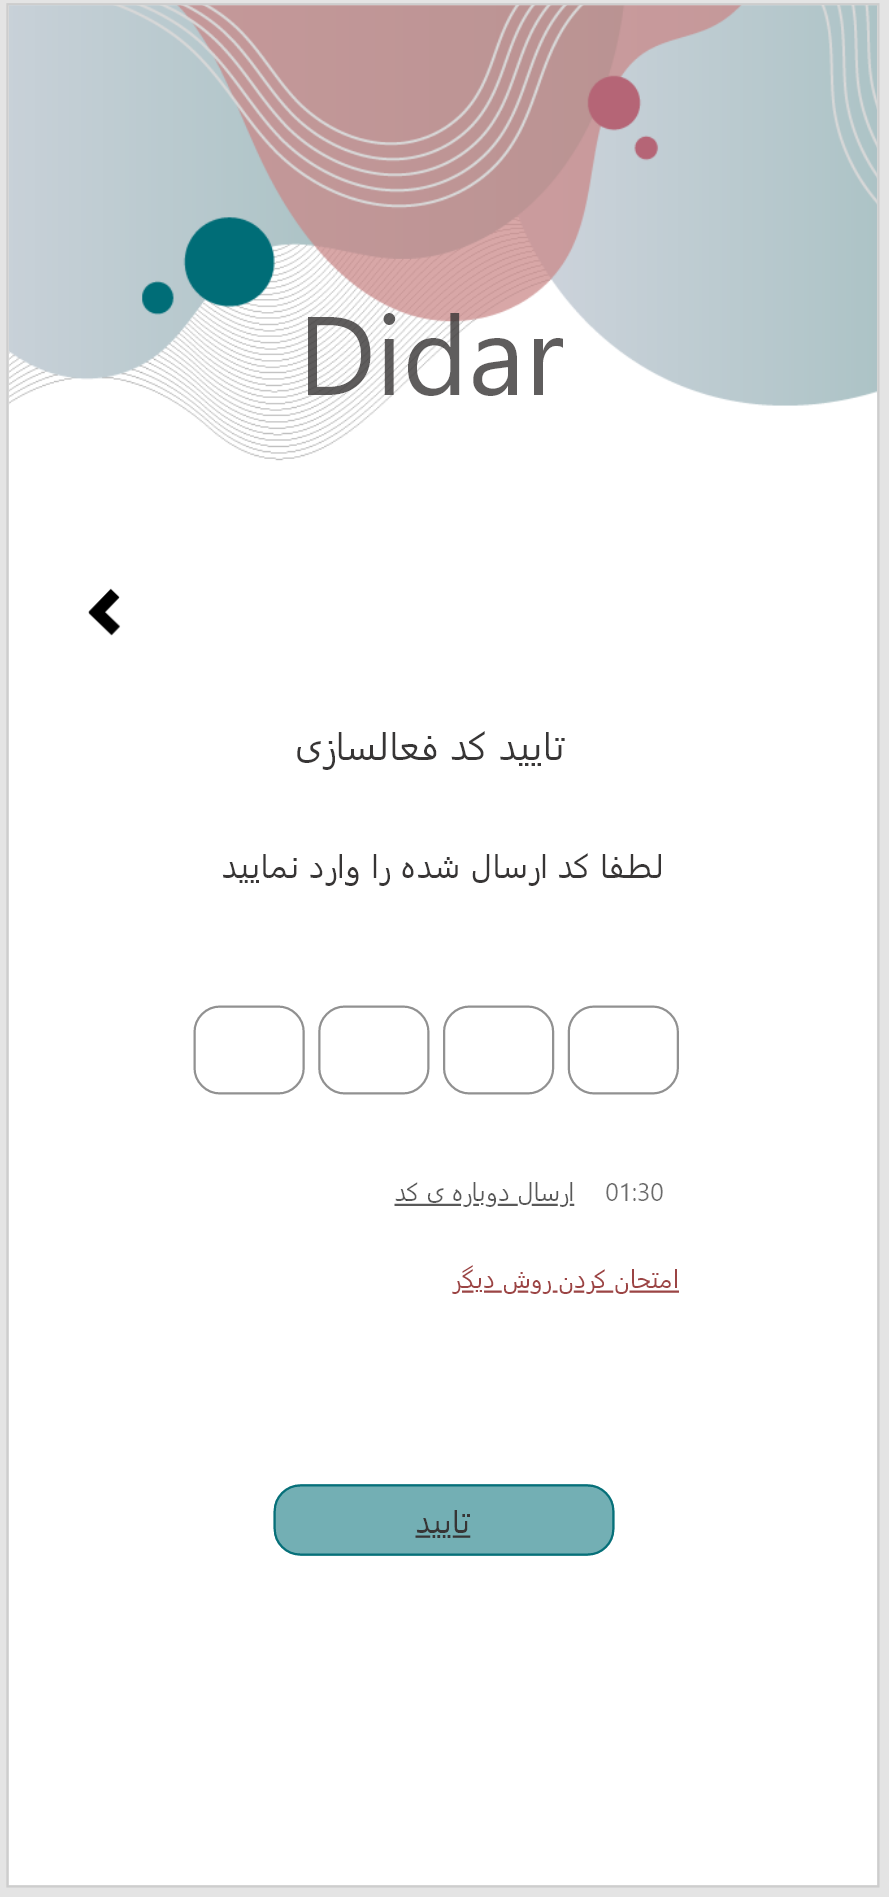 Didar
تایید کد فعالسازی
لطفا کد ارسال شده را وارد نمایید
01:30 ارسال دوباره ی کد
امتحان کردن روش دیگر
تایید